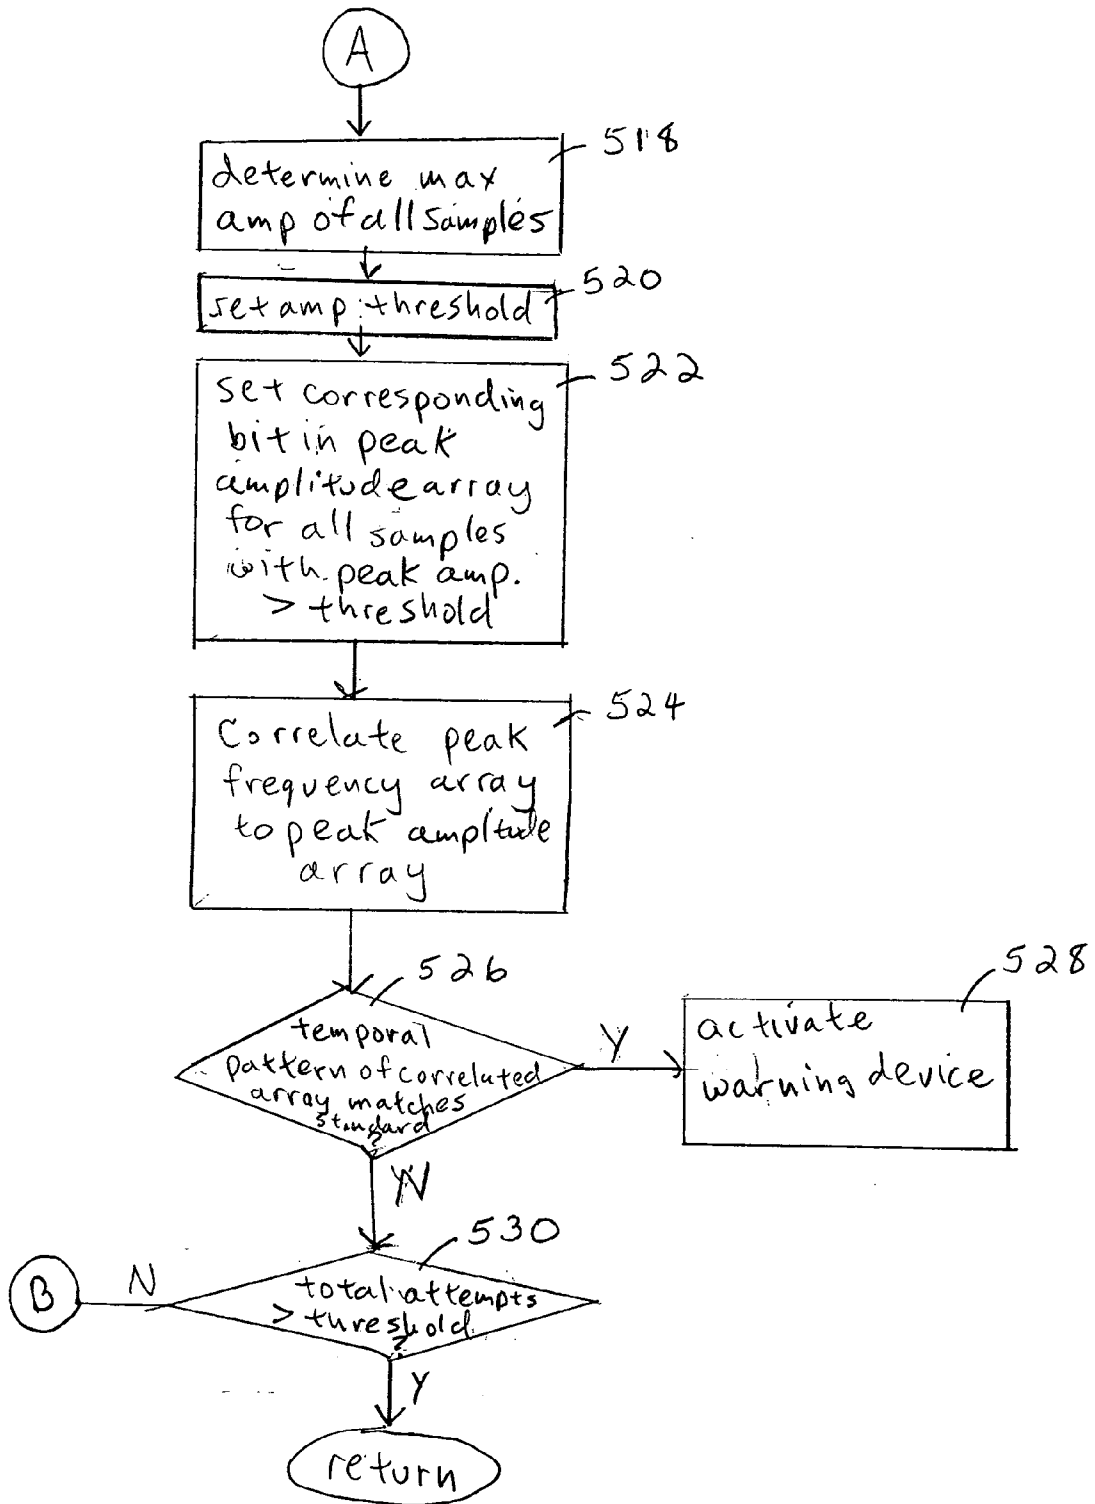 A
518
determine max
amp of all samples
520
set amp threshold
522
set corresponding
bit in peak
amplitude array
for all samples
with peak amp.
> threshold
524
Correlate peak
frequency array
to peak amplitude
array
526
temporal
pattern of correlated
array matches
standard
?
Y
528
activate
warning device
N
530
B
N
total attempts
> threshold
?
Y
return